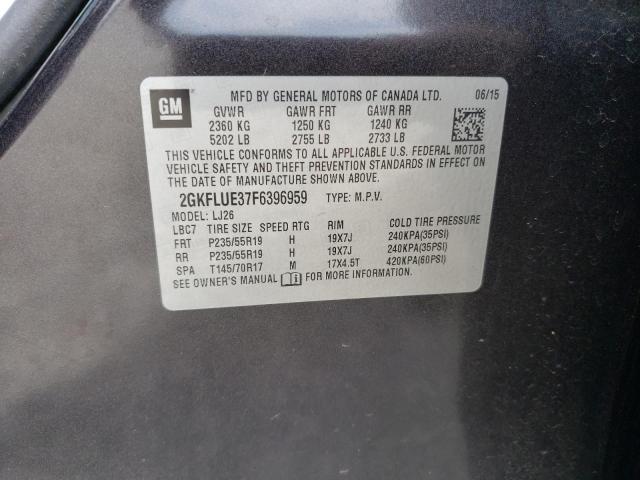 GM
MFD BY GENERAL MOTORS OF CANADA LTD. 06/15
GVWR GAWR FRT GAWR RR
2360 KG 1250 KG 1240 KG
5202 LB 2755 LB 2733 LB
THIS VEHICLE CONFORMS TO ALL APPLICABLE U.S. FEDERAL MOTOR
VEHICLE SAFETY AND THEFT PREVENTION STANDARDS IN EFFECT ON
THE DATE OF MANUFACTURE SHOWN ABOVE.
2GKFLUE37F6396959 TYPE: M.P.V.
MODEL: LJ26
LBC7 TIRE SIZE SPEED RTG RIM COLD TIRE PRESSURE
FRT P235/55R19 H 19X7J 240KPA(35PSI)
RR P235/55R19 H 19X7J 240KPA(35PSI)
SPA T145/70R17 M 17X4.5T 420KPA(60PSI)
SEE OWNER'S MANUAL FOR MORE INFORMATION.